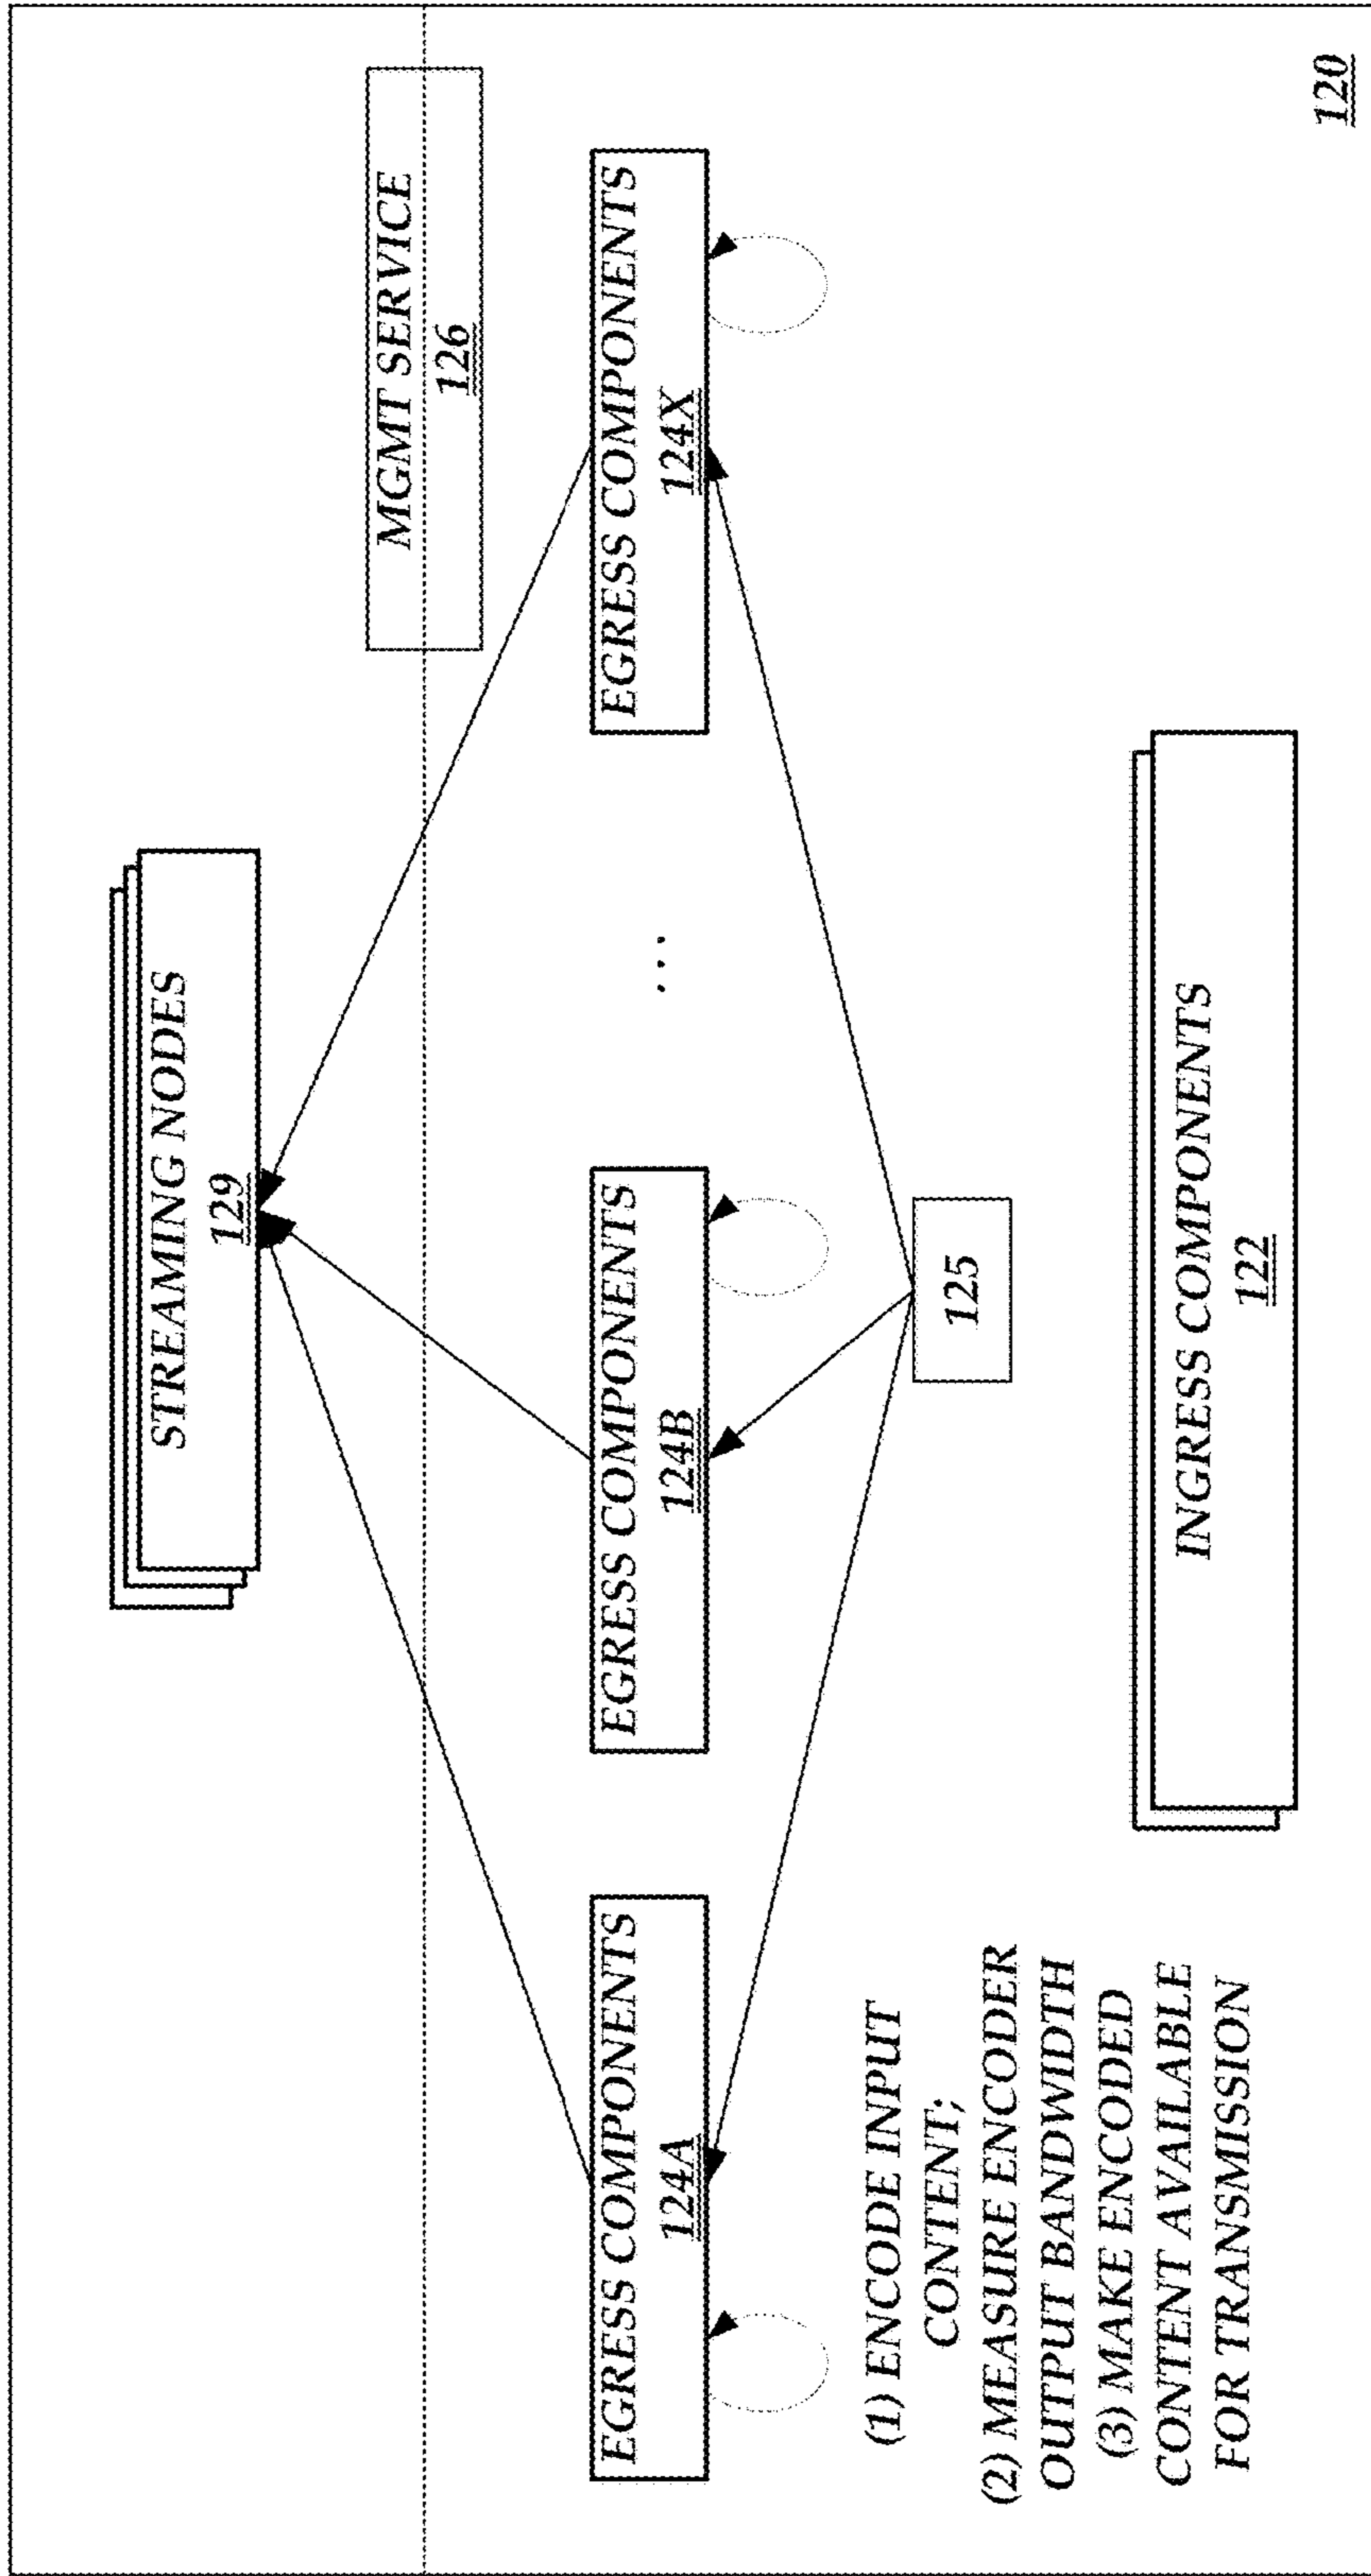 STREAMING NODES
129
MGMT SERVICE
126
EGRESS COMPONENTS
124A
EGRESS COMPONENTS
124B
...
EGRESS COMPONENTS
124X
(1) ENCODE INPUT
CONTENT;
(2) MEASURE ENCODER
OUTPUT BANDWIDTH
(3) MAKE ENCODED
CONTENT AVAILABLE
FOR TRANSMISSION
125
INGRESS COMPONENTS
122
120